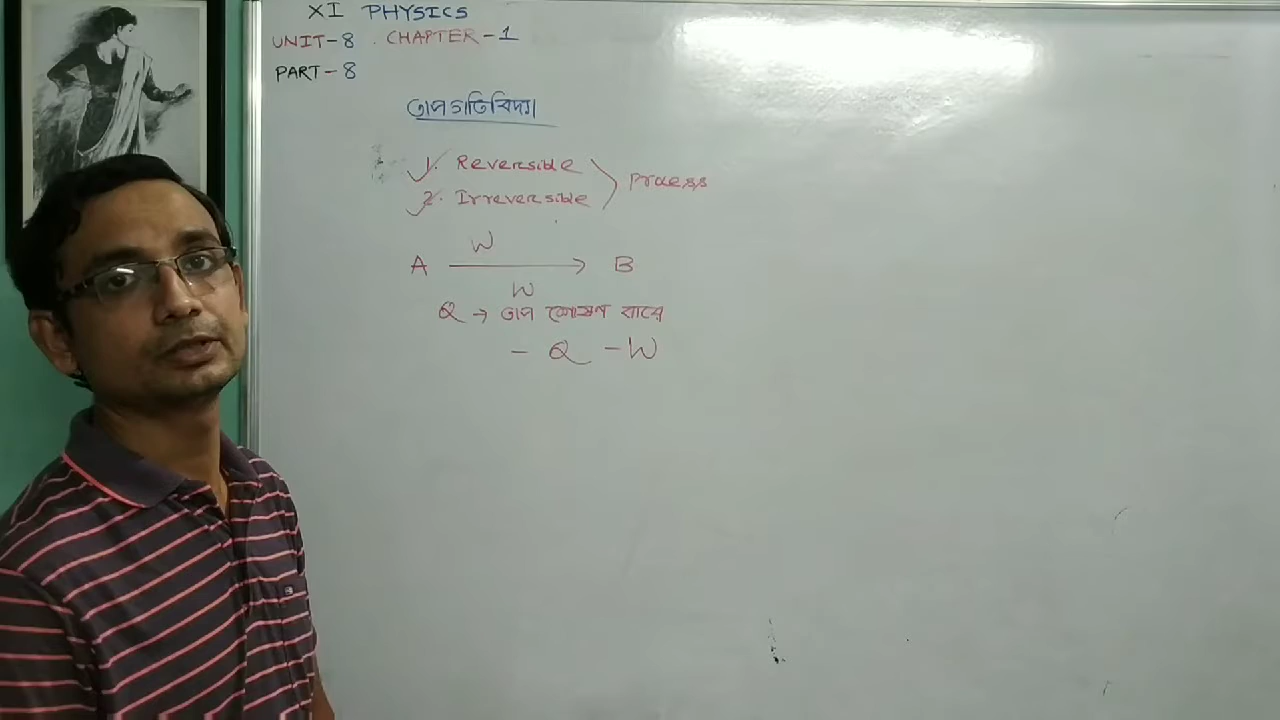 XI PHYSICS
UNIT-8. CHAPTER-1
PART-8
তাপগতিবিদ্যা
1. Reversible
2. Irreversible
Process
W
A → B
W
Q → তাপ শোষণ করে
- Q - W